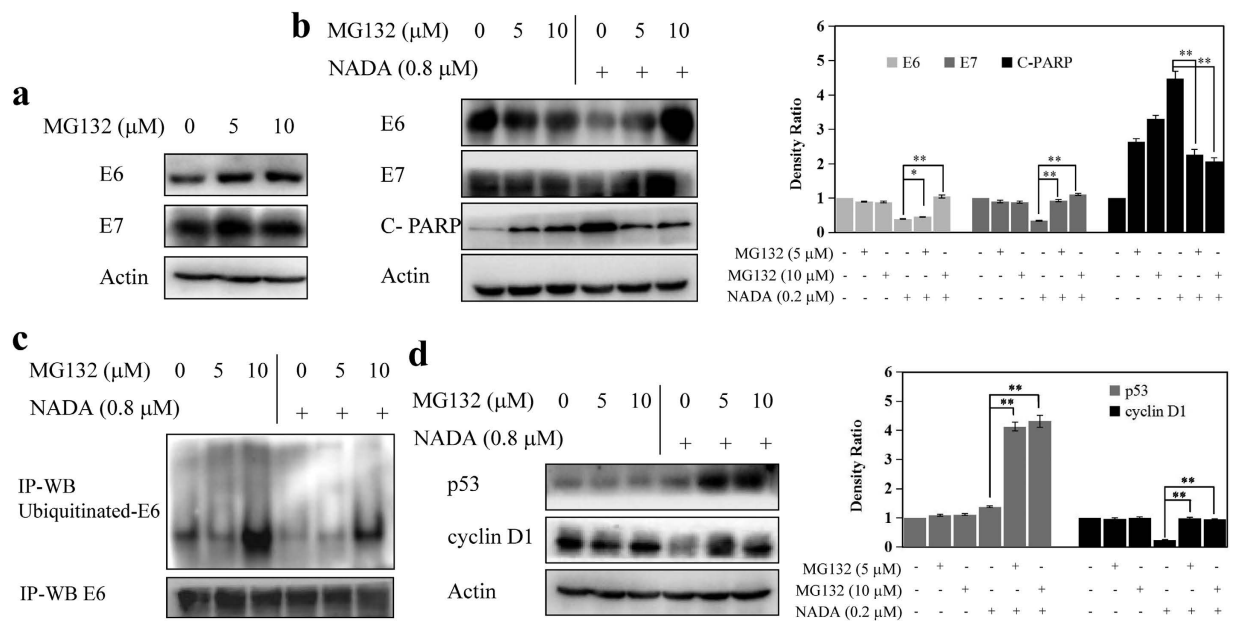 a
MG132 (μM) 0 5 10
E6
E7
Actin
b
MG132 (μM) 0 5 10 0 5 10
NADA (0.8 μM) + + +
E6
E7
C- PARP
Actin
6
5
4
3
2
1
0
Density Ratio
E6 E7 C-PARP
** *
** **
** **
MG132 (5 μM) - + - - + - - + - - + - - + - - + -
MG132 (10 μM) - - + - - + - - + - - + - - + - - +
NADA (0.2 μM) - - - + + + - - - + + + - - - + + +
c
MG132 (μM) 0 5 10 0 5 10
NADA (0.8 μM) + + +
IP-WB
Ubiquitinated-E6
IP-WB E6
d
MG132 (μM) 0 5 10 0 5 10
NADA (0.8 μM) + + +
p53
cyclin D1
Actin
6
5
4
3
2
1
0
Density Ratio
p53
cyclin D1
** **
** **
MG132 (5 μM) - + - - + - - + - - + -
MG132 (10 μM) - - + - - + - - + - - +
NADA (0.2 μM) - - - + + + - - - + + +